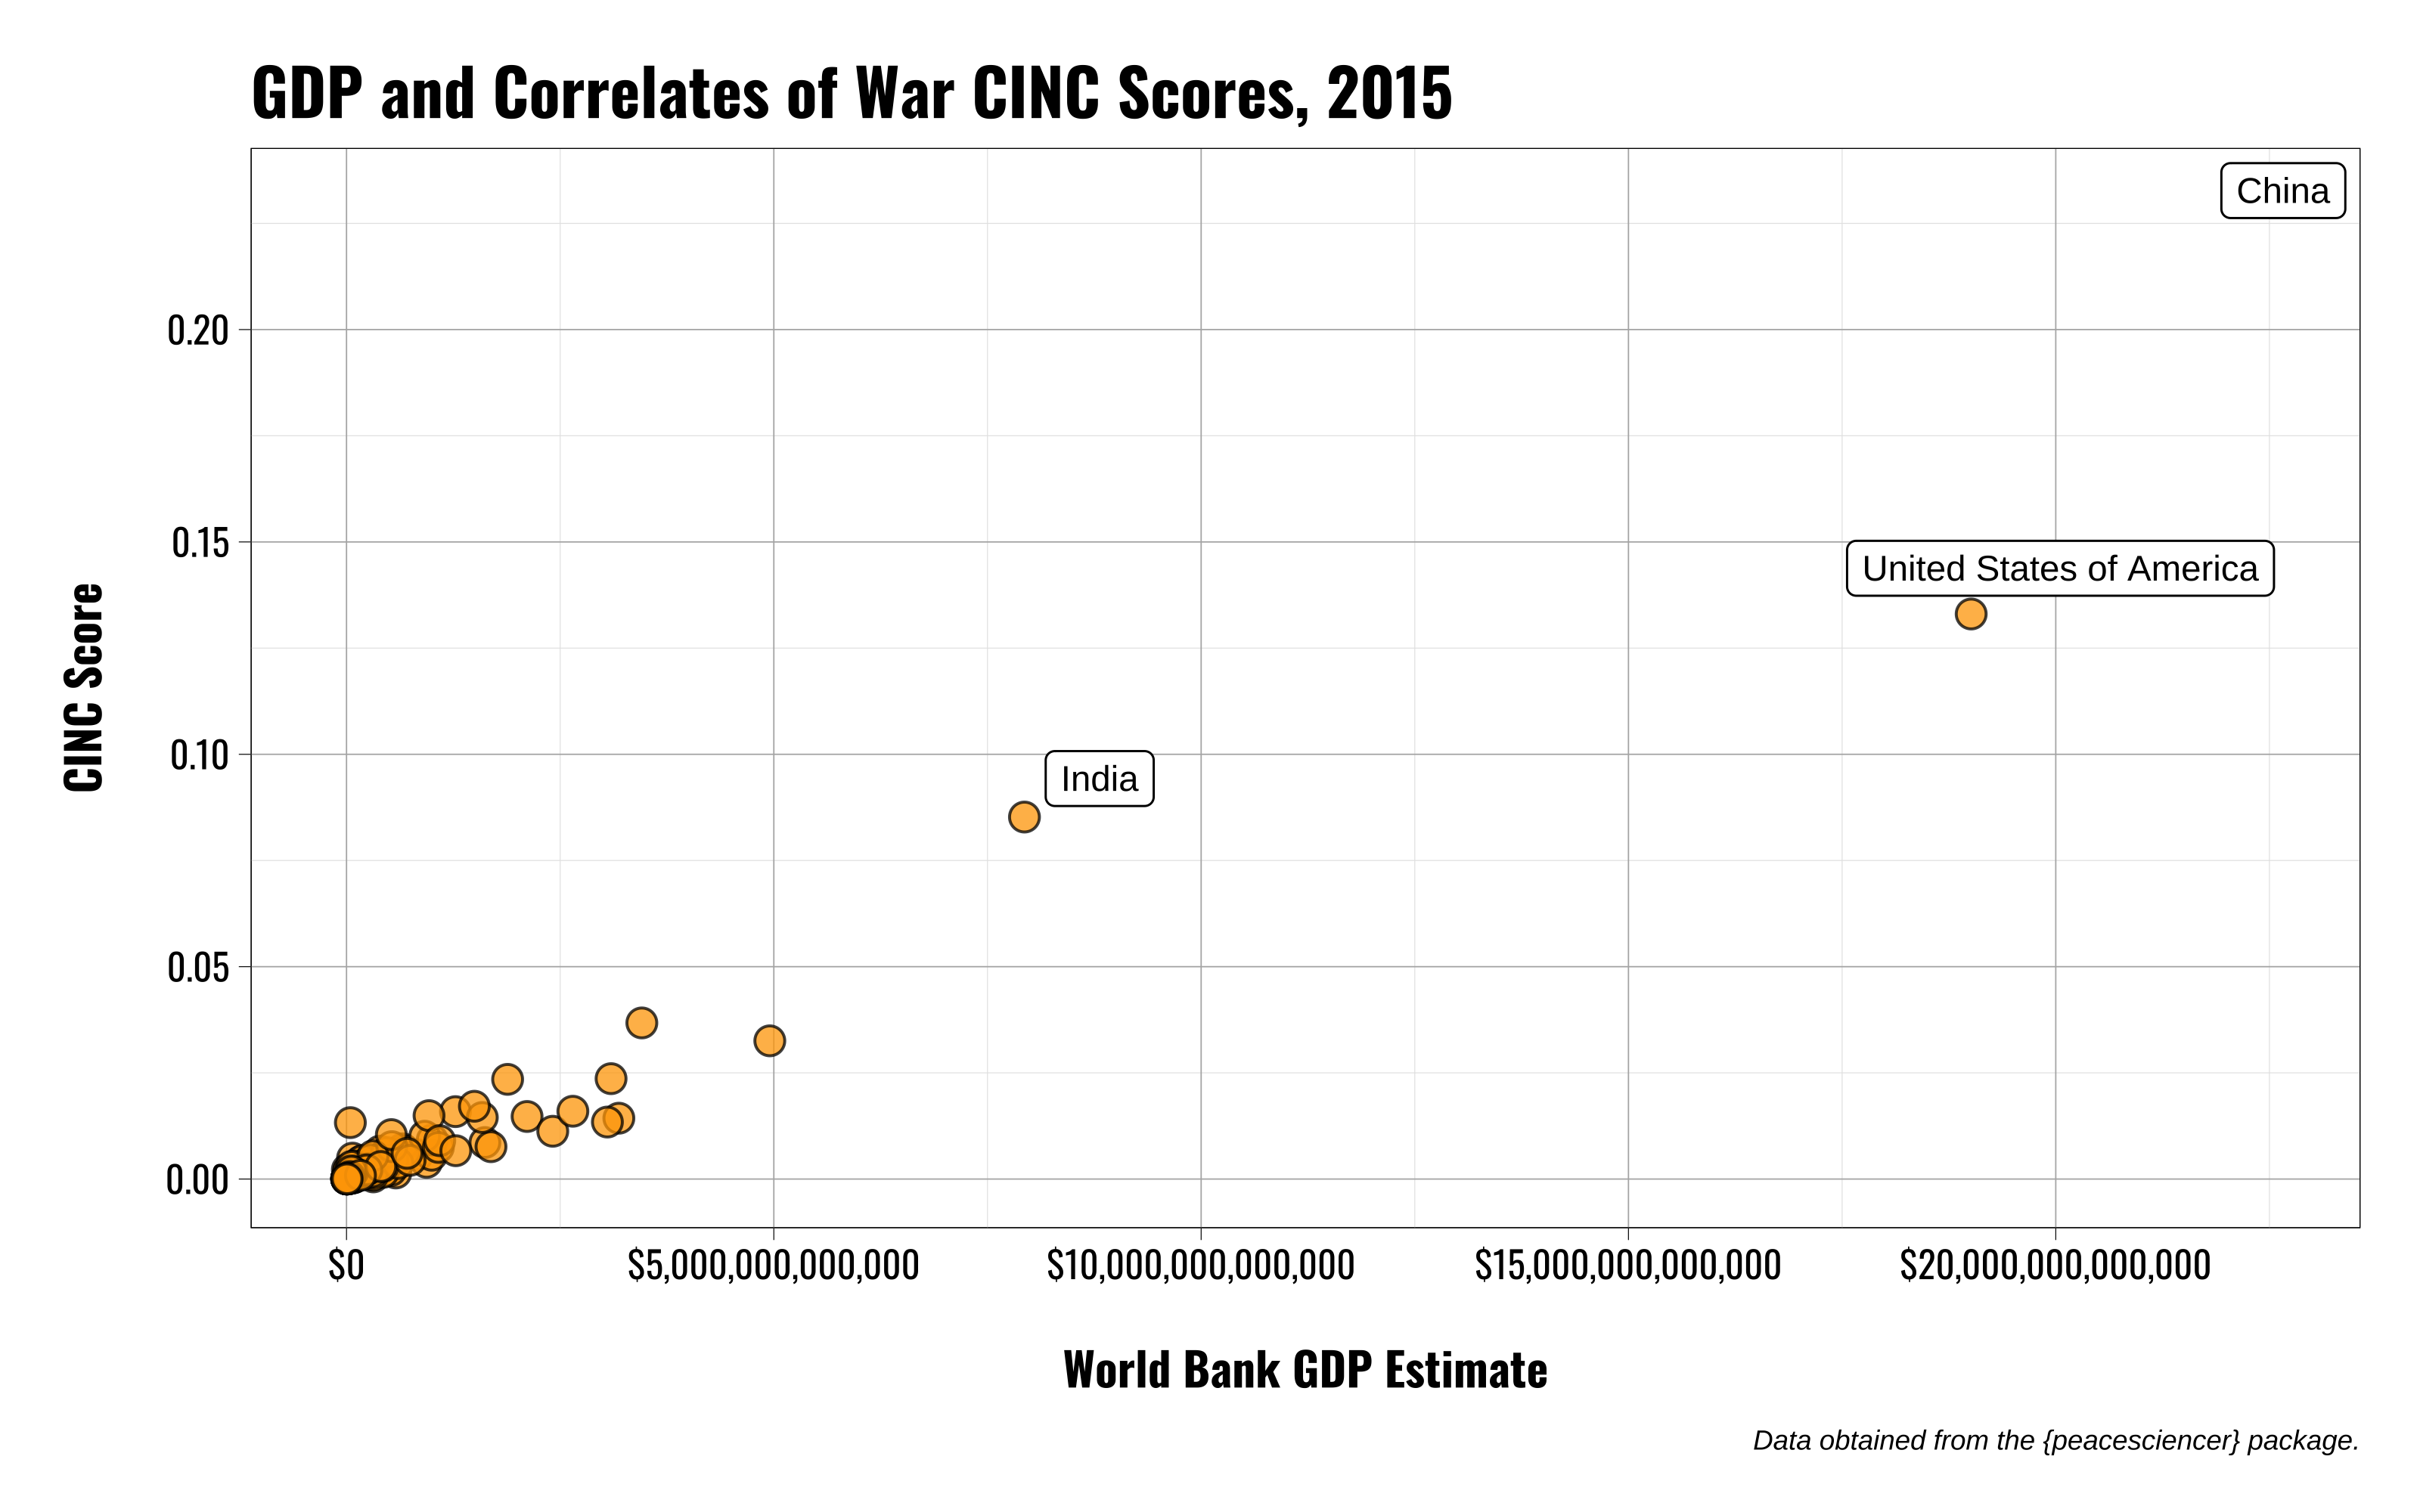 GDP and Correlates of War CINC Scores, 2015
China
0.20
0.15
United States of America
0.10
India
CINC Score
0.05
0.00
$0 $5,000,000,000,000 $10,000,000,000,000 $15,000,000,000,000 $20,000,000,000,000
World Bank GDP Estimate
Data obtained from the {peacesciencer} package.